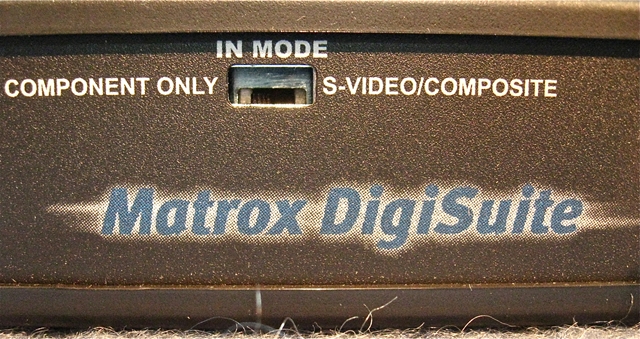 IN MODE
COMPONENT ONLY S-VIDEO/COMPOSITE
Matrox DigiSuite